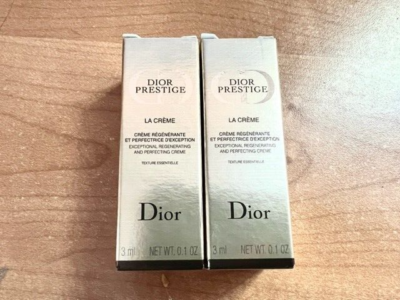 DIOR
PRESTIGE
LA CRÈME
CRÈME RÉGÉNÉRANTE
ET PERFECTRICE D'EXCEPTION
EXCEPTIONAL REGENERATING
AND PERFECTING CREME
TEXTURE ESSENTIELLE
Dior
3 ml NET WT. 0.1 OZ
DIOR
PRESTIGE
LA CRÈME
CRÈME RÉGÉNÉRANTE
ET PERFECTRICE D'EXCEPTION
EXCEPTIONAL REGENERATING
AND PERFECTING CREME
TEXTURE ESSENTIELLE
Dior
3 ml NET WT. 0.1 OZ